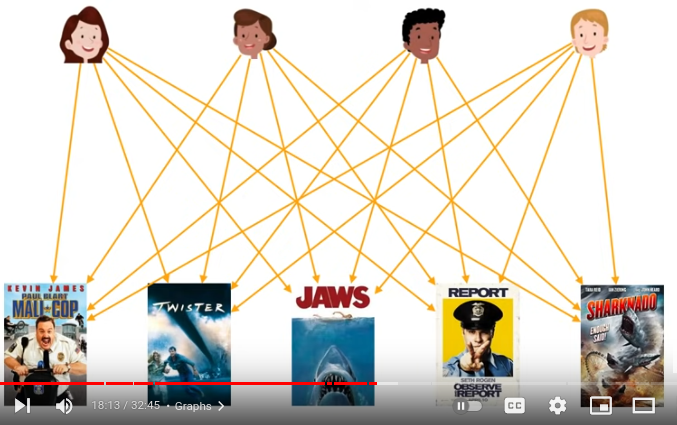 KEVIN JAMES
PAUL BLART
MALL COP
TWISTER
JAWS
REPORT
SETH ROGEN
OBSERVE
AND REPORT
SHARKNADO
ENOUGH
SAID!
18:13 / 32:45 • Graphs
CC